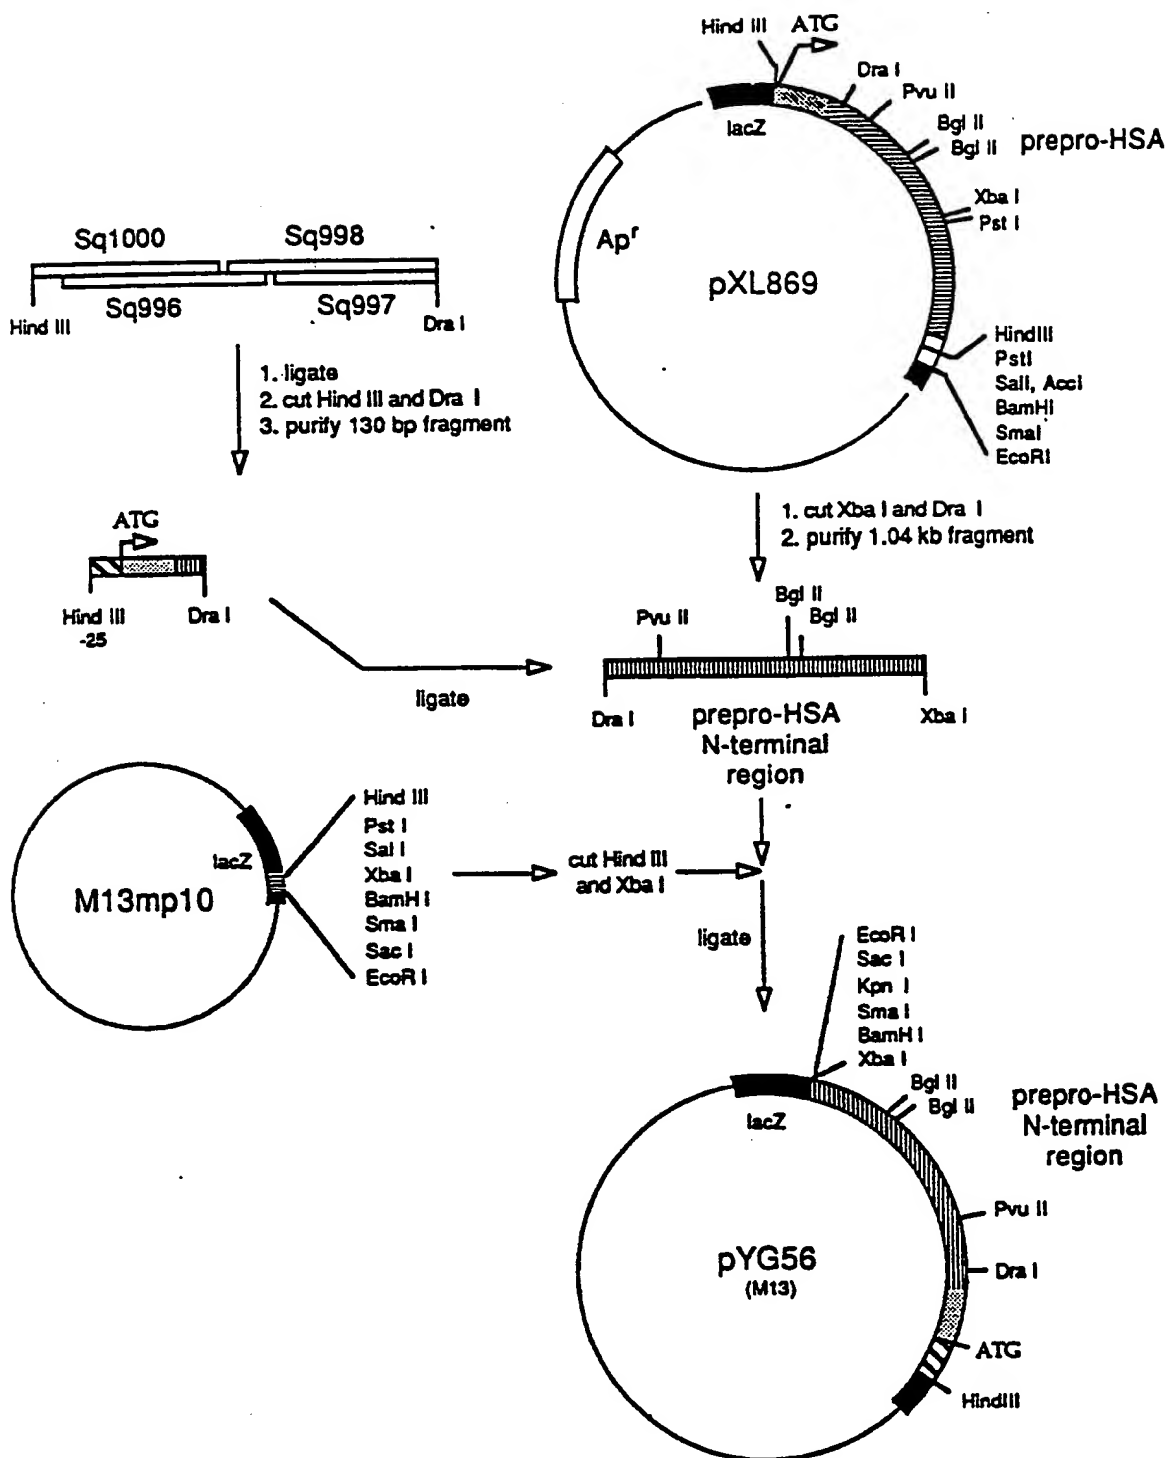 Hind III
ATG
Dra I
Pvu II
Bgl II
Bgl II
prepro-HSA
Xba I
Pst I
lacZ
Ap^r
pXL869
HindIII
PstI
SalI, AccI
BamHI
SmaI
EcoRI
Sq1000
Sq998
Sq996
Sq997
Hind III
Dra I
1. ligate
2. cut Hind III and Dra I
3. purify 130 bp fragment
1. cut Xba I and Dra I
2. purify 1.04 kb fragment
ATG
Hind III
-25
Dra I
ligate
Pvu II
Bgl II
Bgl II
Dra I
Xba I
prepro-HSA
N-terminal
region
M13mp10
lacZ
Hind III
Pst I
Sal I
Xba I
BamH I
Sma I
Sac I
EcoR I
cut Hind III
and Xba I
ligate
EcoR I
Sac I
Kpn I
Sma I
BamH I
Xba I
Bgl II
Bgl II
prepro-HSA
N-terminal
region
lacZ
Pvu II
Dra I
pYG56
(M13)
ATG
HindIII